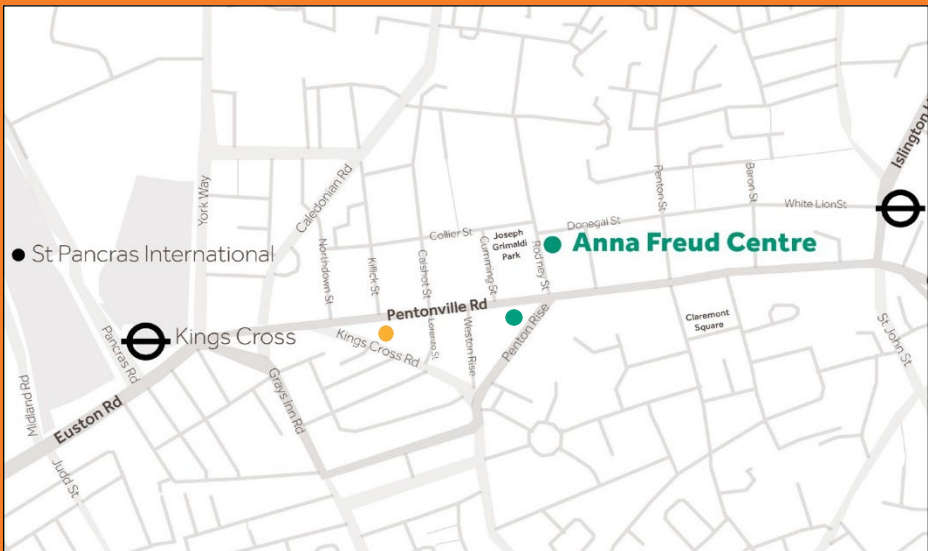 Islington
York Way
Caledonian Rd
Penton St
Baron St
White Lion St
St Pancras International
Northdown St
Killick St
Calshot St
Collier St
Cumming St
Joseph
Grimaldi
Park
Rodney St
Donegal St
Anna Freud Centre
Pentonville Rd
Kings Cross
Pancras Rd
Kings Cross Rd
Lorenzo St
Weston Rise
Penton Rise
Claremont
Square
St John St
Midland Rd
Euston Rd
Grays Inn Rd
Judd St